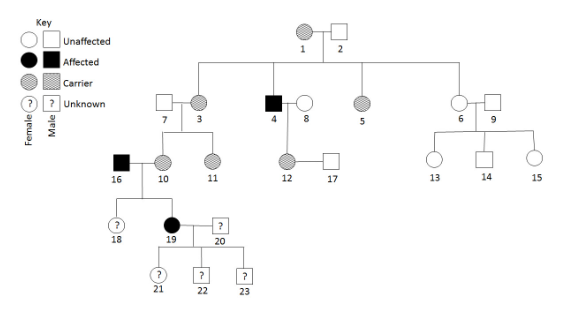 Key
Unaffected
Affected
Carrier
? ? Unknown
Female
Male
1 2
7 3 4 8 5 6 9
16 10 11 12 17 13 14 15
? ?
18 19 20
? ? ?
21 22 23